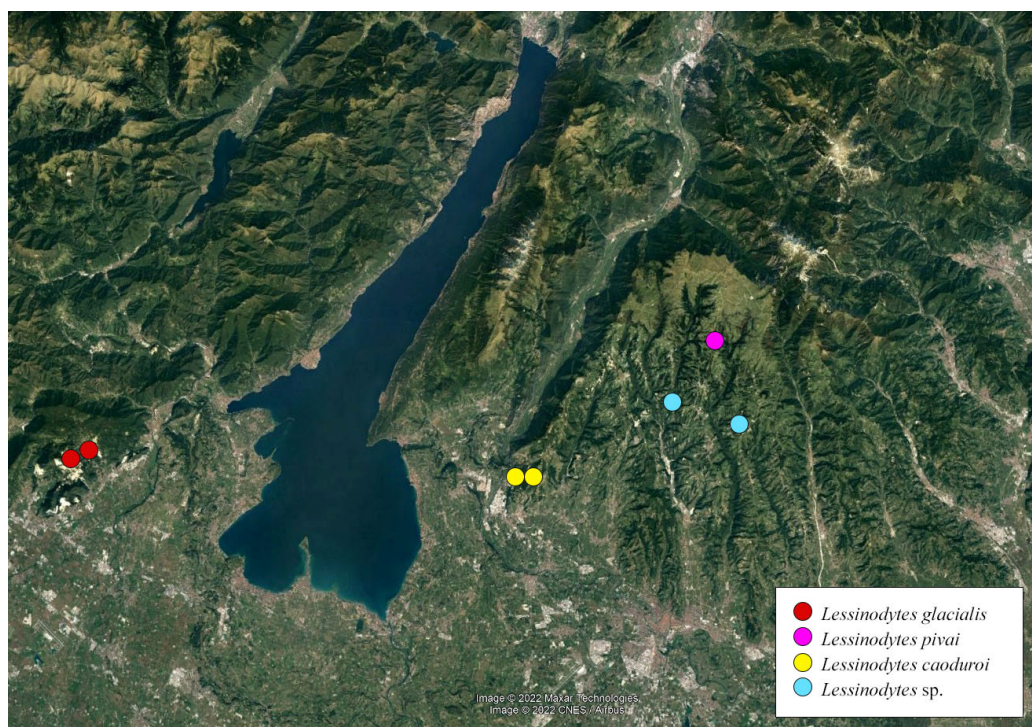 Lessinodytes glacialis
Lessinodytes pivai
Lessinodytes caoduroi
Lessinodytes sp.
Image © 2022 Maxar Technologies
Image © 2022 CNES / Airbus